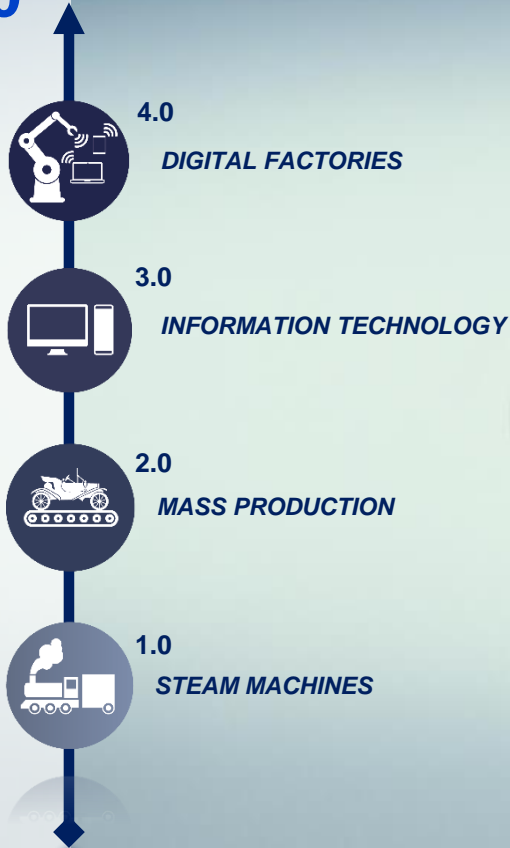 4.0
DIGITAL FACTORIES
3.0
INFORMATION TECHNOLOGY
2.0
MASS PRODUCTION
1.0
STEAM MACHINES